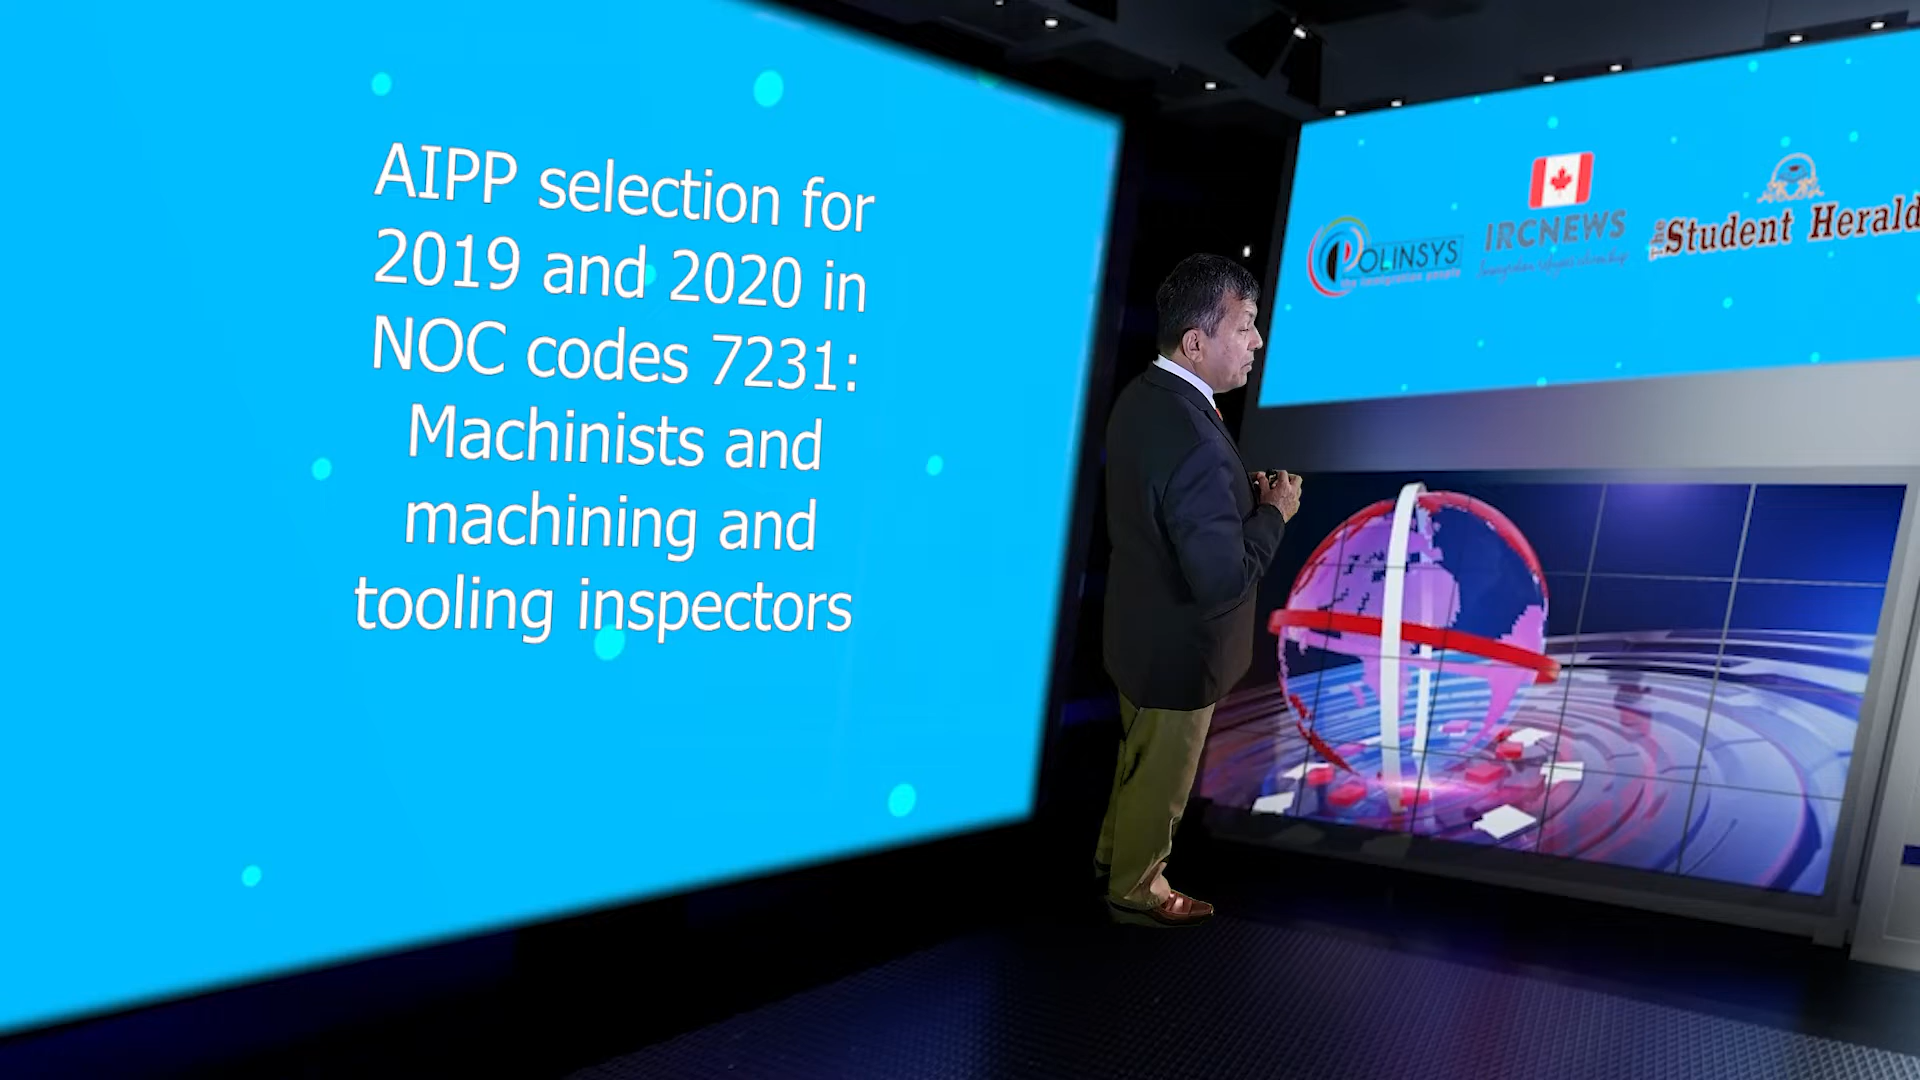 AIPP selection for
2019 and 2020 in
NOC codes 7231:
Machinists and
machining and
tooling inspectors
POLINSYS
IRCNEWS
The Student Herald